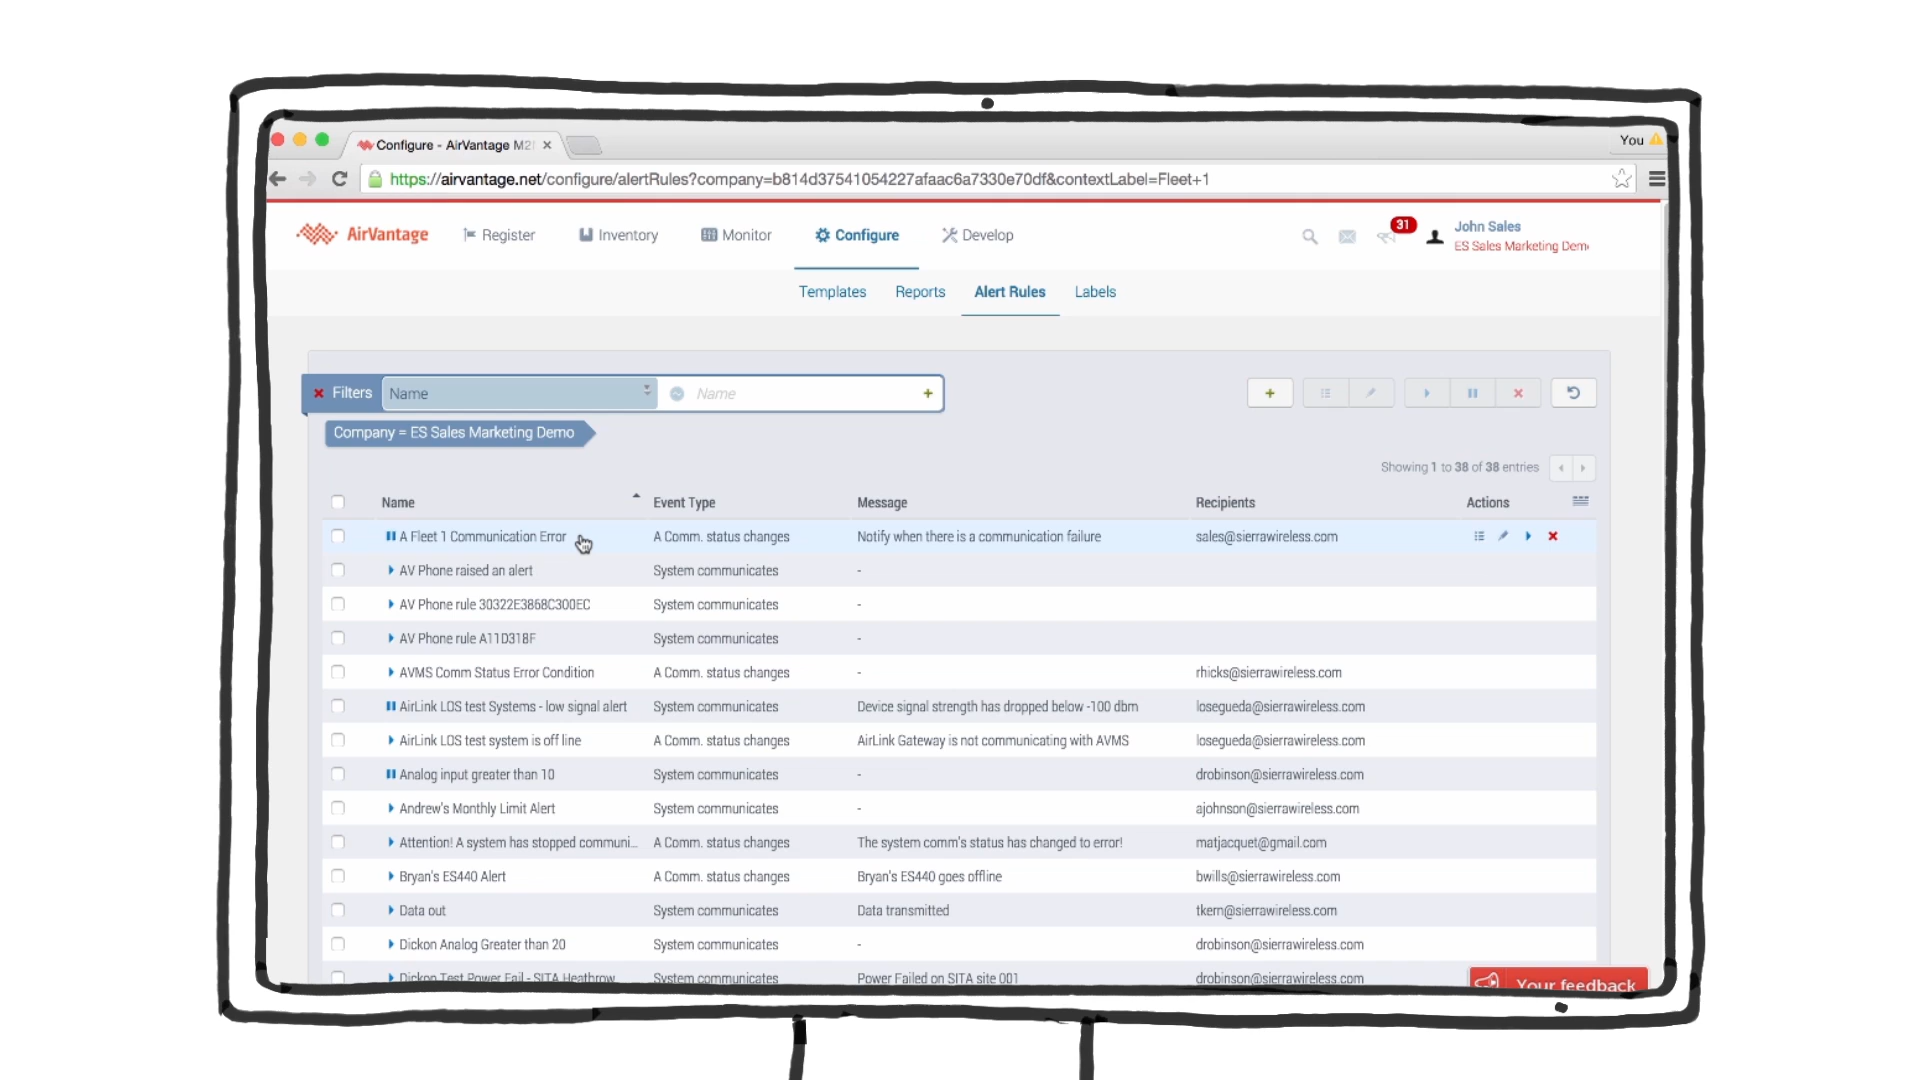 Configure - AirVantage M2
You
https://airvantage.net/configure/alertRules?company=b814d37541054227afaac6a7330e70df&contextLabel=Fleet+1
AirVantage Register Inventory Monitor Configure Develop 31 John Sales
ES Sales Marketing Dem
Templates Reports Alert Rules Labels
Filters Name Name
Company = ES Sales Marketing Demo
Showing 1 to 38 of 38 entries
Name Event Type Message Recipients Actions
A Fleet 1 Communication Error A Comm. status changes Notify when there is a communication failure sales@sierrawireless.com
AV Phone raised an alert System communicates -
AV Phone rule 30322E3868C300EC System communicates -
AV Phone rule A11D318F System communicates -
AVMS Comm Status Error Condition A Comm. status changes - rhicks@sierrawireless.com
AirLink LOS test Systems - low signal alert System communicates Device signal strength has dropped below -100 dbm losegueda@sierrawireless.com
AirLink LOS test system is off line A Comm. status changes AirLink Gateway is not communicating with AVMS losegueda@sierrawireless.com
Analog input greater than 10 System communicates - drobinson@sierrawireless.com
Andrew's Monthly Limit Alert System communicates - ajohnson@sierrawireless.com
Attention! A system has stopped communi... A Comm. status changes The system comm's status has changed to error! matjacquet@gmail.com
Bryan's ES440 Alert A Comm. status changes Bryan's ES440 goes offline bwills@sierrawireless.com
Data out System communicates Data transmitted tkern@sierrawireless.com
Dickon Analog Greater than 20 System communicates - drobinson@sierrawireless.com
Dickon Test Power Fail - SITA Heathrow System communicates Power Failed on SITA site 001 drobinson@sierrawireless.com
Your feedback